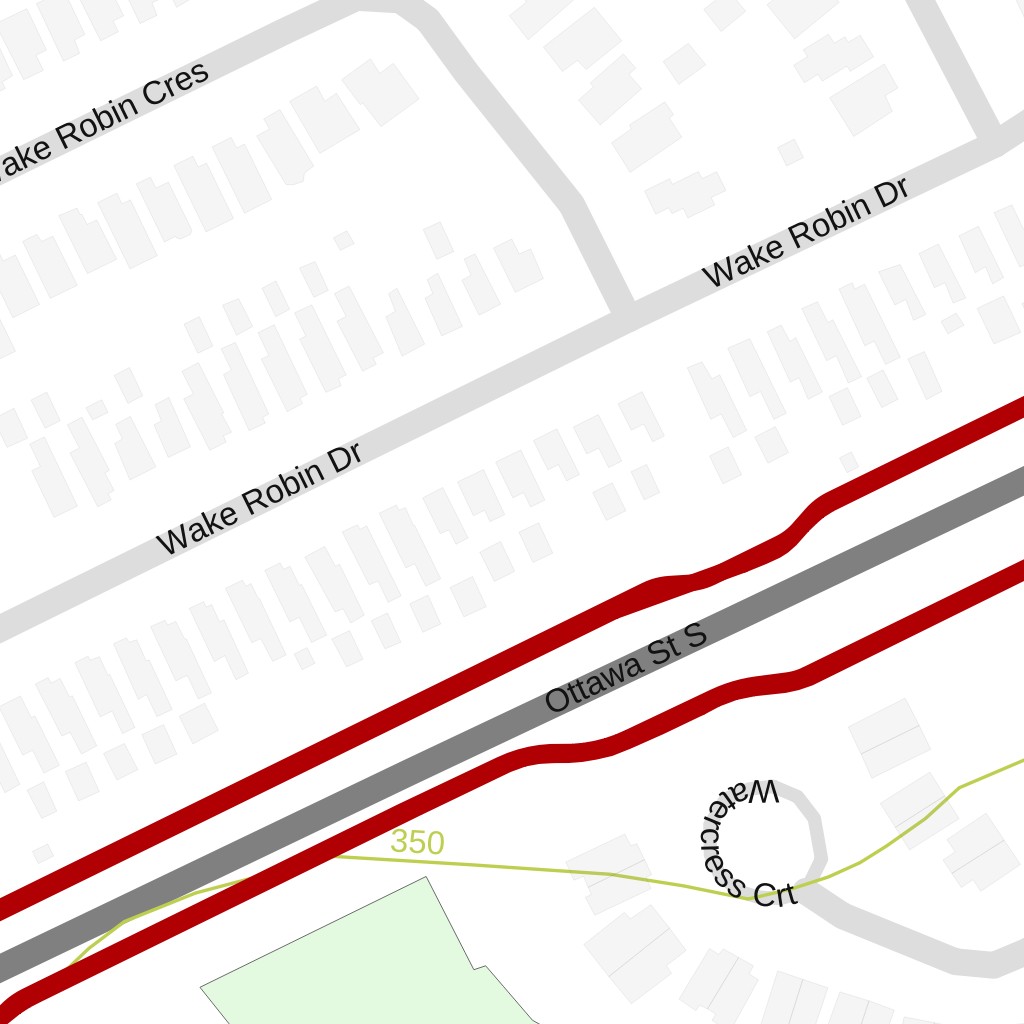 Wake Robin Cres
Wake Robin Dr
Wake Robin Dr
Ottawa St S
350
Watercress Crt